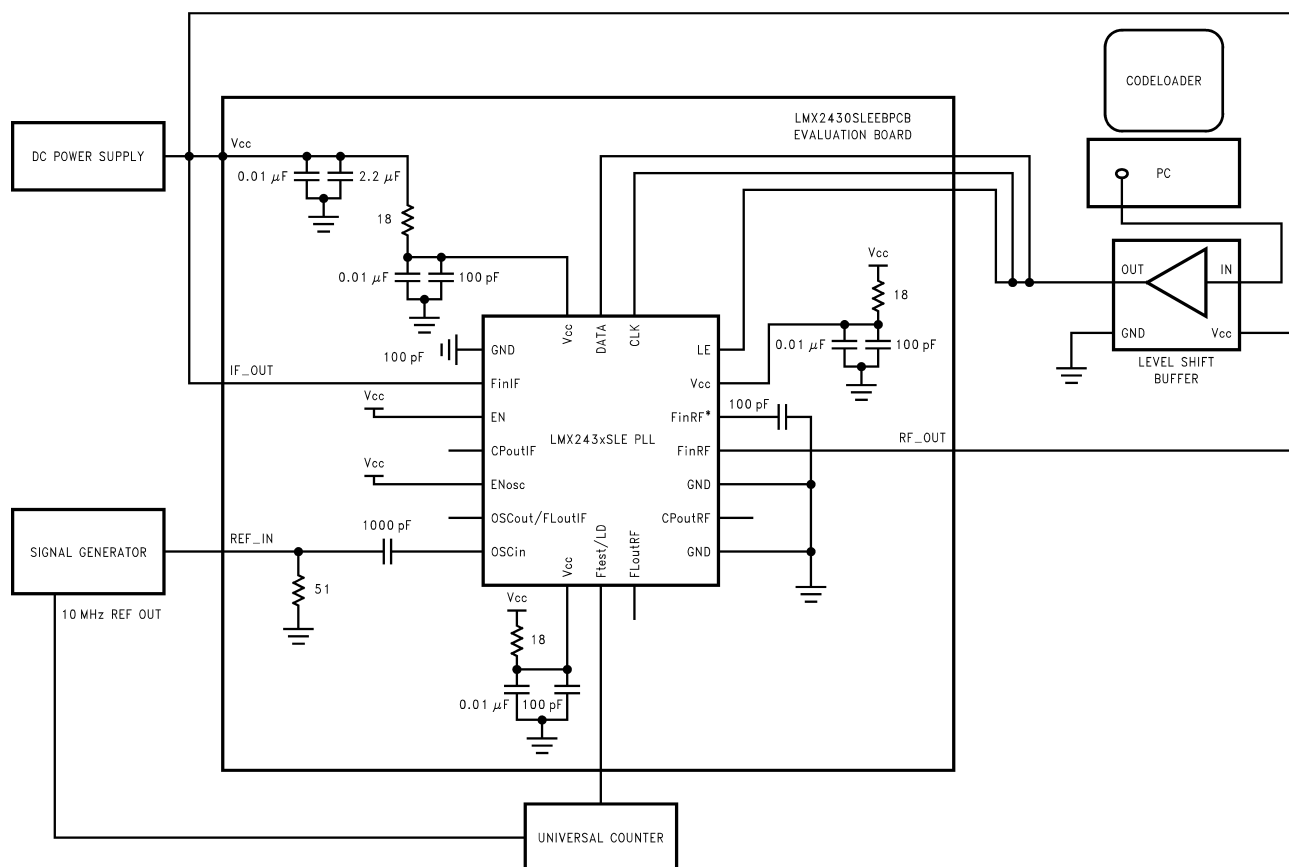 CODELOADER
LMX2430SLEEBPCB
EVALUATION BOARD
DC POWER SUPPLY
Vcc
0.01 µF
2.2 µF
PC
18
0.01 µF
100 pF
Vcc
18
OUT
IN
GND
Vcc
LEVEL SHIFT
BUFFER
Vcc
DATA
CLK
100 pF
GND
LE
0.01 µF
100 pF
IF_OUT
FinIF
Vcc
Vcc
EN
FinRF*
100 pF
LMX243xSLE PLL
CPoutIF
FinRF
RF_OUT
Vcc
ENosc
GND
SIGNAL GENERATOR
REF_IN
1000 pF
OSCout/FLoutIF
CPoutRF
OSCin
GND
Vcc
Ftest/LD
FLoutRF
51
10 MHz REF OUT
Vcc
18
0.01 µF
100 pF
UNIVERSAL COUNTER